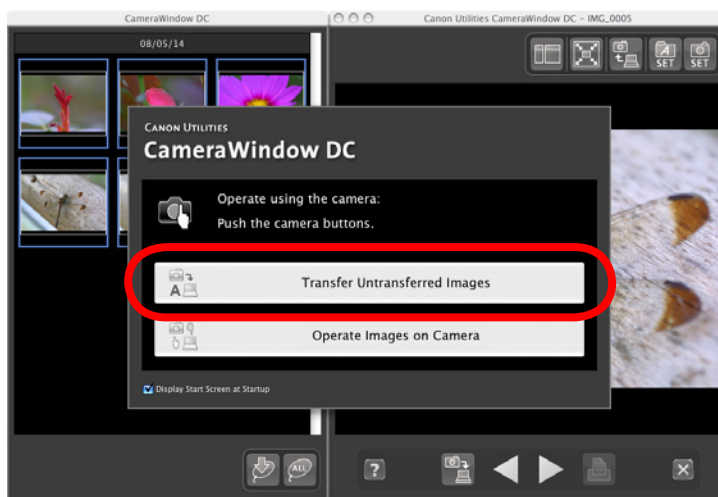 CameraWindow DC
Canon Utilities CameraWindow DC - IMG_0005
08/05/14
SET
SET
CANON UTILITIES
CameraWindow DC
Operate using the camera:
Push the camera buttons.
A
Transfer Untransferred Images
Operate Images on Camera
Display Start Screen at Startup
ALL
?